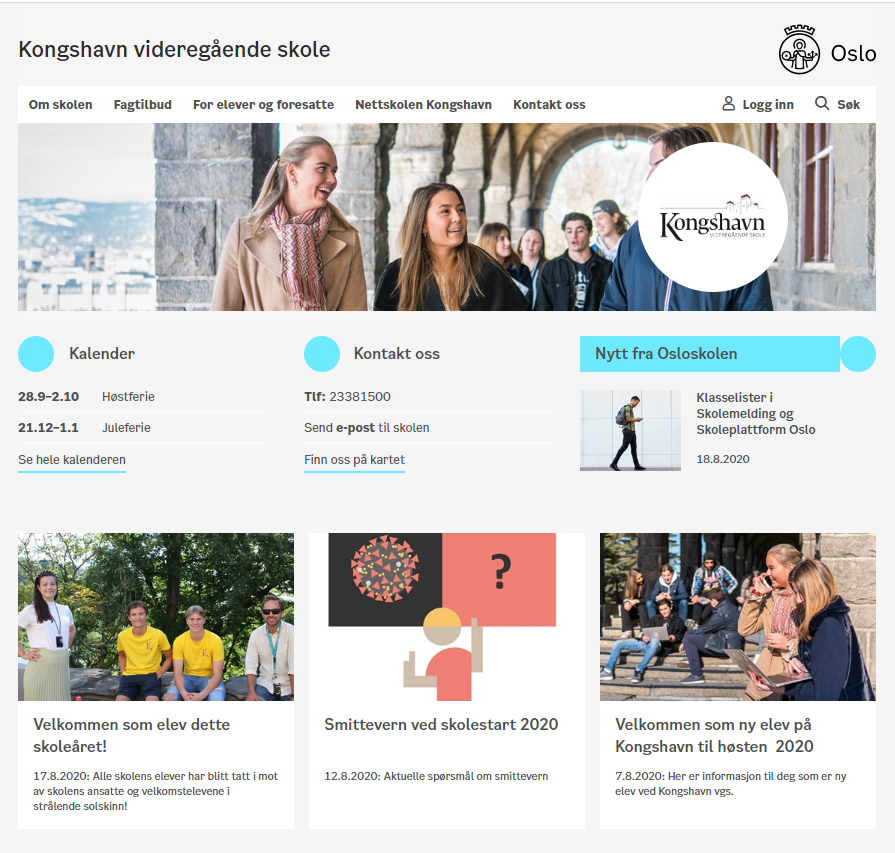 Kongshavn videregående skole
Oslo
Om skolen Fagtilbud For elever og foresatte Nettskolen Kongshavn Kontakt oss Logg inn Søk
Kongshavn
VIDEREGÅENDE SKOLE
Kalender
28.9–2.10 Høstferie
21.12–1.1 Juleferie
Se hele kalenderen
Kontakt oss
Tlf: 23381500
Send e-post til skolen
Finn oss på kartet
Nytt fra Osloskolen
Klasselister i
Skolemelding og
Skoleplattform Oslo
18.8.2020
Velkommen som elev dette
skoleåret!
17.8.2020: Alle skolens elever har blitt tatt i mot
av skolens ansatte og velkomstelevene i
strålende solskinn!
?
Smittevern ved skolestart 2020
12.8.2020: Aktuelle spørsmål om smittevern
Velkommen som ny elev på
Kongshavn til høsten 2020
7.8.2020: Her er informasjon til deg som er ny
elev ved Kongshavn vgs.